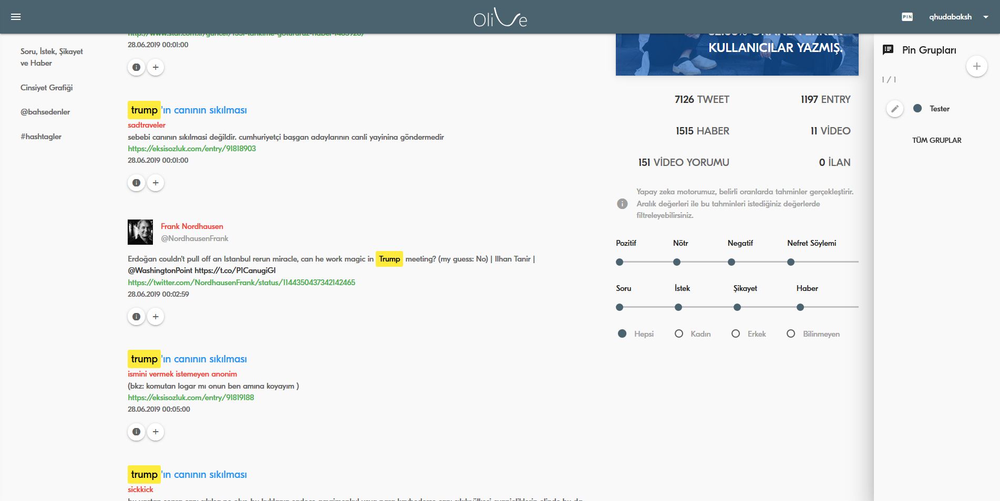 Olive
PIN
qhudabaksh
Soru, İstek, Şikayet
ve Haber
Cinsiyet Grafiği
@bahsedenler
#hashtagler
28.06.2019 00:01:00
trump'ın canının sıkılması
sadtraveler
sebebi canının sıkılmasi değildir. cumhuriyetçi başgan adaylarının canli yayinina göndermedir
https://eksisozluk.com/entry/91818903
28.06.2019 00:01:00
Frank Nordhausen
@NordhausenFrank
Erdoğan couldn't pull off an Istanbul rerun miracle, can he work magic in Trump meeting? (my guess: No) | Ilhan Tanir |
@WashingtonPoint https://t.co/P1CanugiGl
https://twitter.com/NordhausenFrank/status/1144350437342142465
28.06.2019 00:02:59
trump'ın canının sıkılması
ismini vermek istemeyen anonim
(bkz: komutan logar mı onun ben amına koyayım )
https://eksisozluk.com/entry/91819188
28.06.2019 00:05:00
trump'ın canının sıkılması
sickkick
KULLANICILAR YAZMIŞ.
7126 TWEET
1197 ENTRY
1515 HABER
11 VİDEO
151 VİDEO YORUMU
0 İLAN
Yapay zeka motorumuz, belirli oranlarda tahminler gerçekleştirir.
Aralık değerleri ile bu tahminleri istediğiniz değerlerde
filtreleyebilirsiniz.
Pozitif Nötr Negatif Nefret Söylemi
Soru İstek Şikayet Haber
Hepsi Kadın Erkek Bilinmeyen
Pin Grupları
1 / 1
Tester
TÜM GRUPLAR